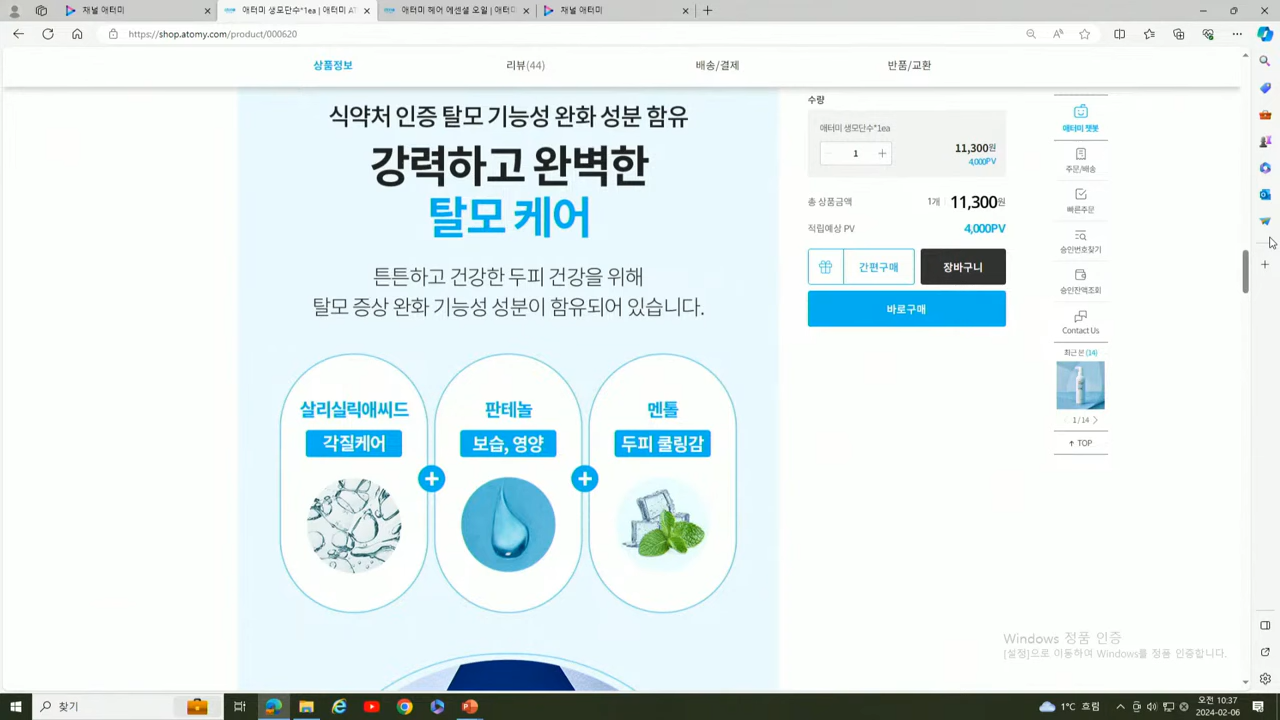 채널 애터미
애터미 생모단수*1ea | 애터미 AT
애터미 헤어 에센셜 오일 | 애터미
채널 애터미
https://shop.atomy.com/product/000620
상품정보
리뷰(44)
배송/결제
반품/교환
식약처 인증 탈모 기능성 완화 성분 함유
강력하고 완벽한
탈모 케어
튼튼하고 건강한 두피 건강을 위해
탈모 증상 완화 기능성 성분이 함유되어 있습니다.
살리실릭애씨드
각질케어
판테놀
보습, 영양
멘톨
두피 쿨링감
수량
애터미 생모단수*1ea
1
11,300원
4,000PV
총 상품금액 1개 11,300원
적립예상 PV 4,000PV
간편구매
장바구니
바로구매
애터미 챗봇
주문/배송
빠른주문
승인번호찾기
승인잔액조회
Contact Us
최근 본 (14)
1 / 14
↑ TOP
Windows 정품 인증
[설정]으로 이동하여 Windows를 정품 인증합니다.
찾기
1°C 흐림
오전 10:37
2024-02-06